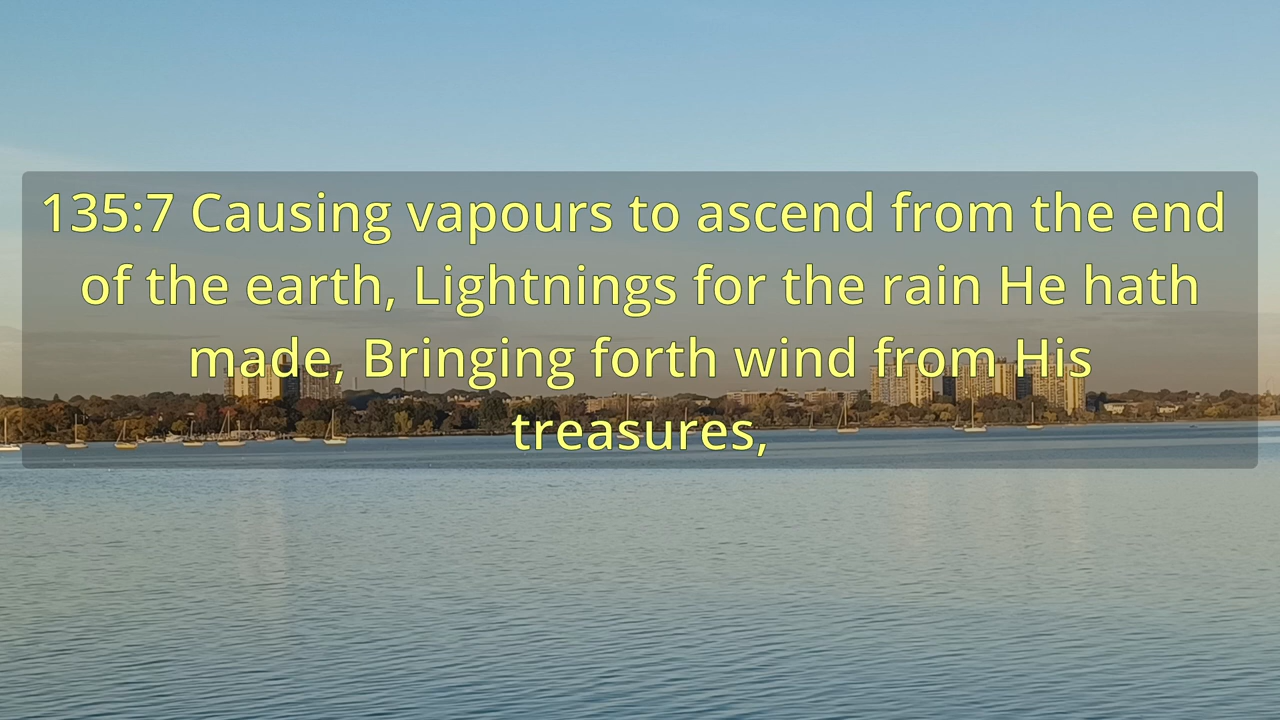 135:7 Causing vapours to ascend from the end
of the earth, Lightnings for the rain He hath
made, Bringing forth wind from His
treasures,